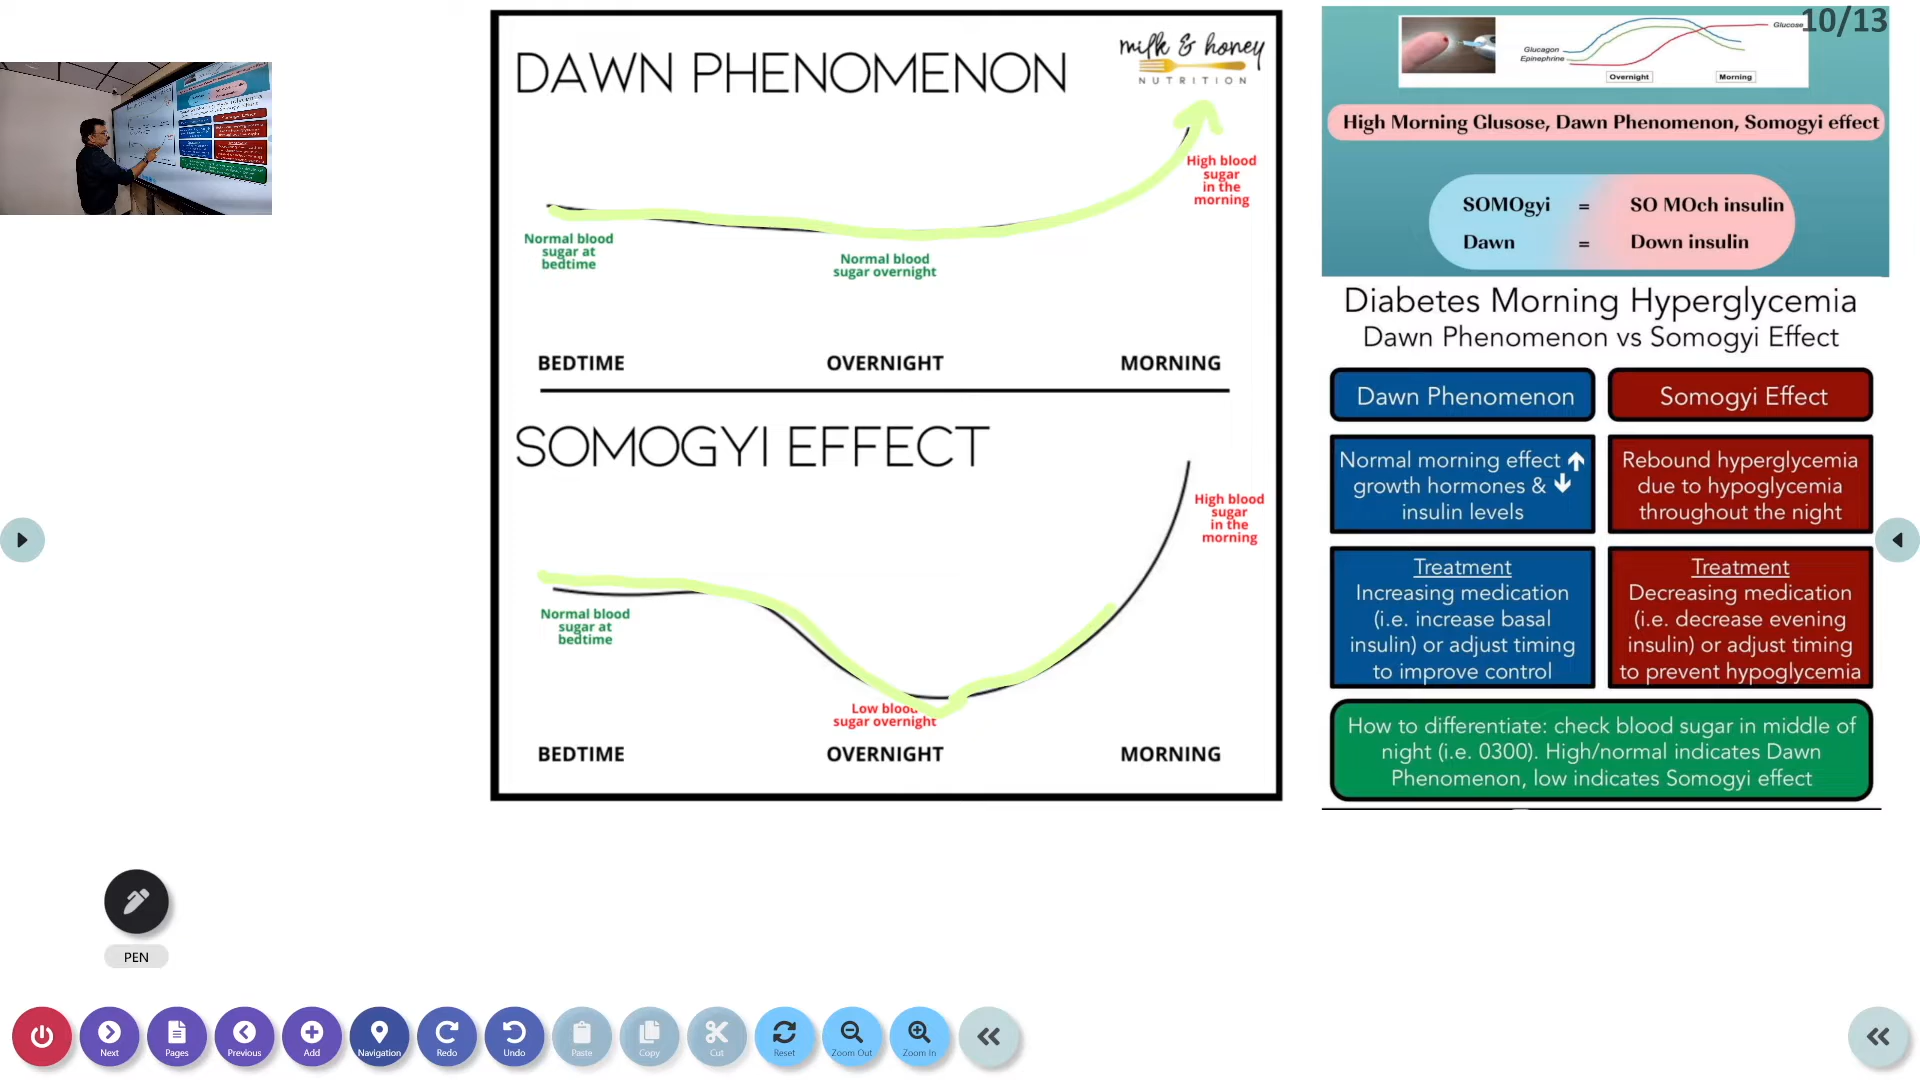 10/13
DAWN PHENOMENON
milk & honey
NUTRITION
High blood
sugar
in the
morning
Normal blood
sugar at
bedtime
Normal blood
sugar overnight
BEDTIME
OVERNIGHT
MORNING
SOMOGYI EFFECT
High blood
sugar
in the
morning
Normal blood
sugar at
bedtime
Low blood
sugar overnight
BEDTIME
OVERNIGHT
MORNING
Glucose
Glucagon
Epinephrine
Overnight
Morning
High Morning Glusose, Dawn Phenomenon, Somogyi effect
SOMOgyi = SO MOch insulin
Dawn = Down insulin
Diabetes Morning Hyperglycemia
Dawn Phenomenon vs Somogyi Effect
Dawn Phenomenon
Somogyi Effect
Normal morning effect ↑
growth hormones & ↓
insulin levels
Rebound hyperglycemia
due to hypoglycemia
throughout the night
Treatment
Increasing medication
(i.e. increase basal
insulin) or adjust timing
to improve control
Treatment
Decreasing medication
(i.e. decrease evening
insulin) or adjust timing
to prevent hypoglycemia
How to differentiate: check blood sugar in middle of
night (i.e. 0300). High/normal indicates Dawn
Phenomenon, low indicates Somogyi effect
PEN
Next
Pages
Previous
Add
Navigation
Redo
Undo
Paste
Copy
Cut
Reset
Zoom Out
Zoom In